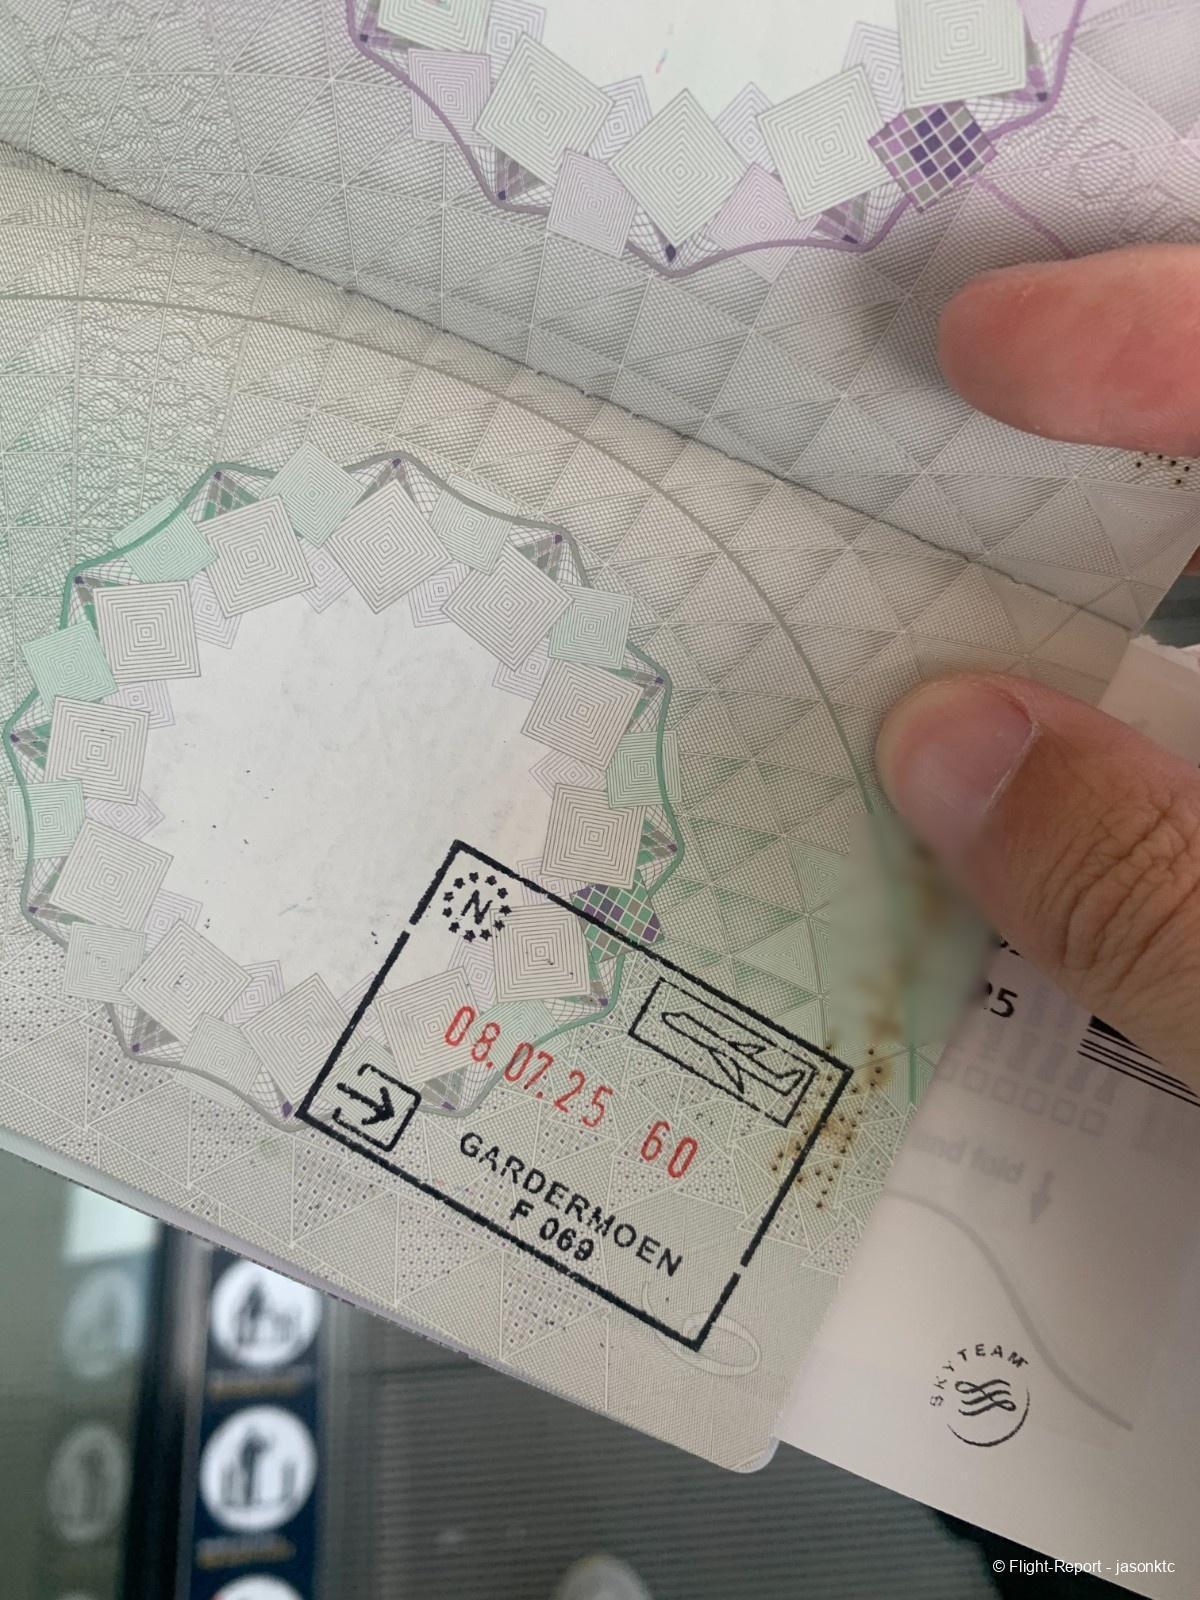 N
08.07.25 60
GARDERMOEN
F 069
25
SKYTEAM
© Flight-Report - jasonktc